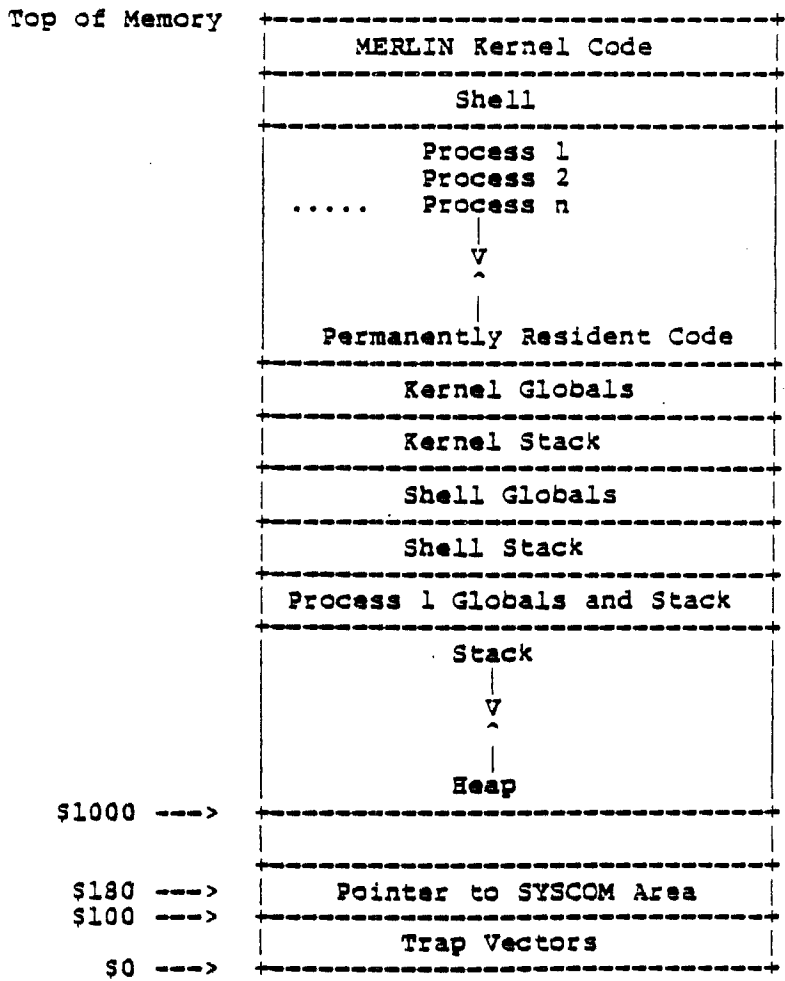 Top of Memory
MERLIN Kernel Code
Shell
Process 1
Process 2
..... Process n
V
^
Permanently Resident Code
Kernel Globals
Kernel Stack
Shell Globals
Shell Stack
Process 1 Globals and Stack
Stack
V
^
Heap
$1000 --->
$180 ---> Pointer to SYSCOM Area
$100 --->
Trap Vectors
$0 --->